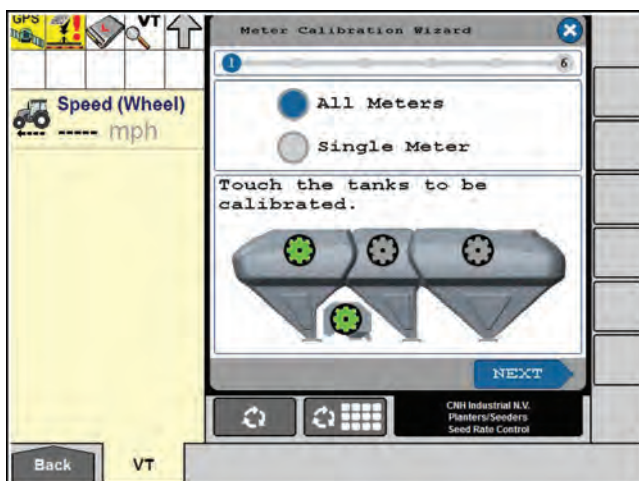 GPS
VT
Meter Calibration Wizard
1
6
Speed (Wheel)
----- mph
All Meters
Single Meter
Touch the tanks to be
calibrated.
NEXT
CNH Industrial N.V.
Planters/Seeders
Seed Rate Control
Back
VT